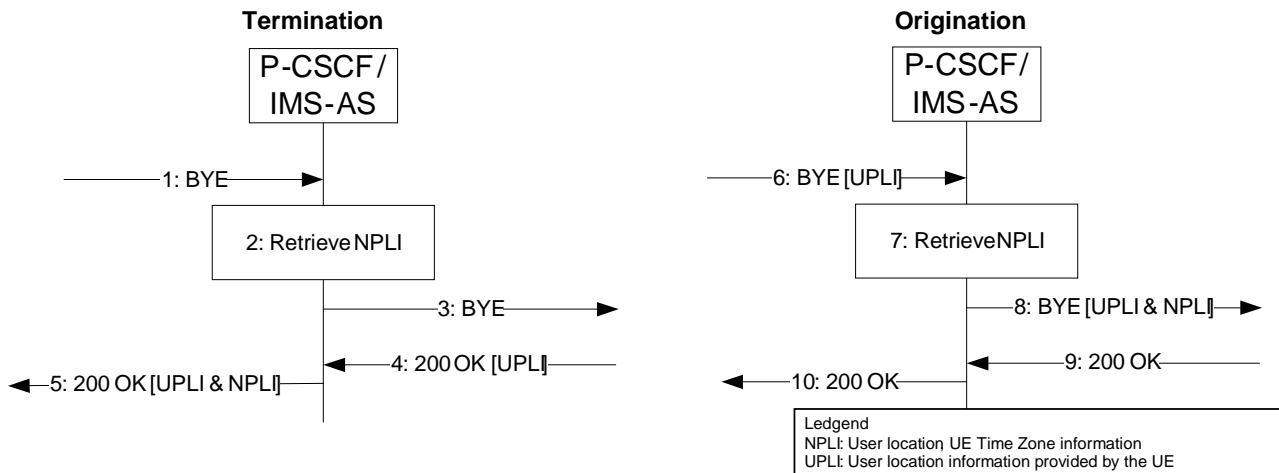 Termination
P-CSCF/
IMS-AS
1: BYE
2: Retrieve NPLI
3: BYE
4: 200 OK [UPLI]
5: 200 OK [UPLI & NPLI]
Origination
P-CSCF/
IMS-AS
6: BYE [UPLI]
7: Retrieve NPLI
8: BYE [UPLI & NPLI]
9: 200 OK
10: 200 OK
Ledgend
NPLI: User location, UE Time Zone information
UPLI: User location information provided by the UE